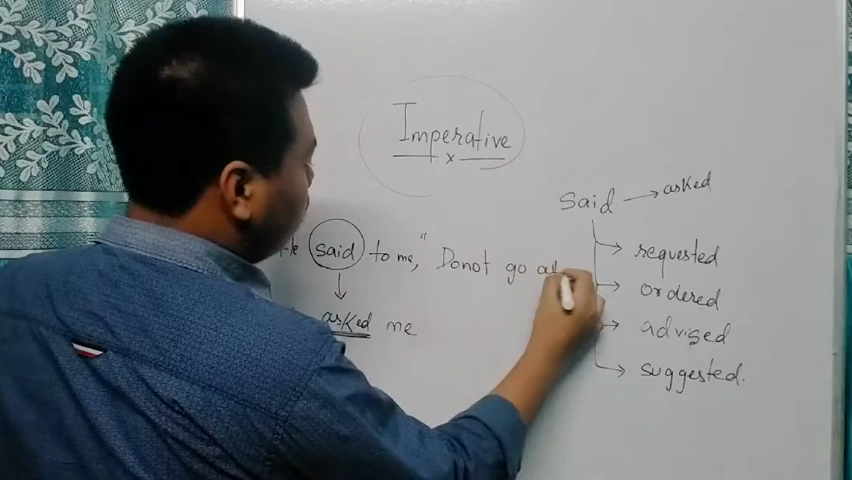 Imperative
x
Said → asked
requested
ordered
advised
suggested.
said to me, " Donot go
asked me